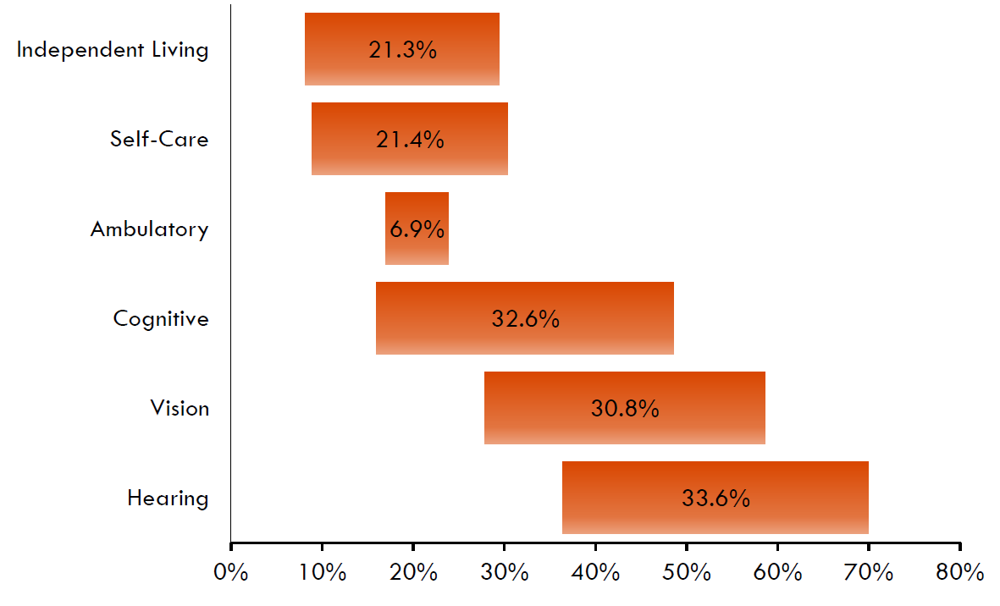 Independent Living
21.3%
Self-Care
21.4%
Ambulatory
6.9%
Cognitive
32.6%
Vision
30.8%
Hearing
33.6%
0% 10% 20% 30% 40% 50% 60% 70% 80%